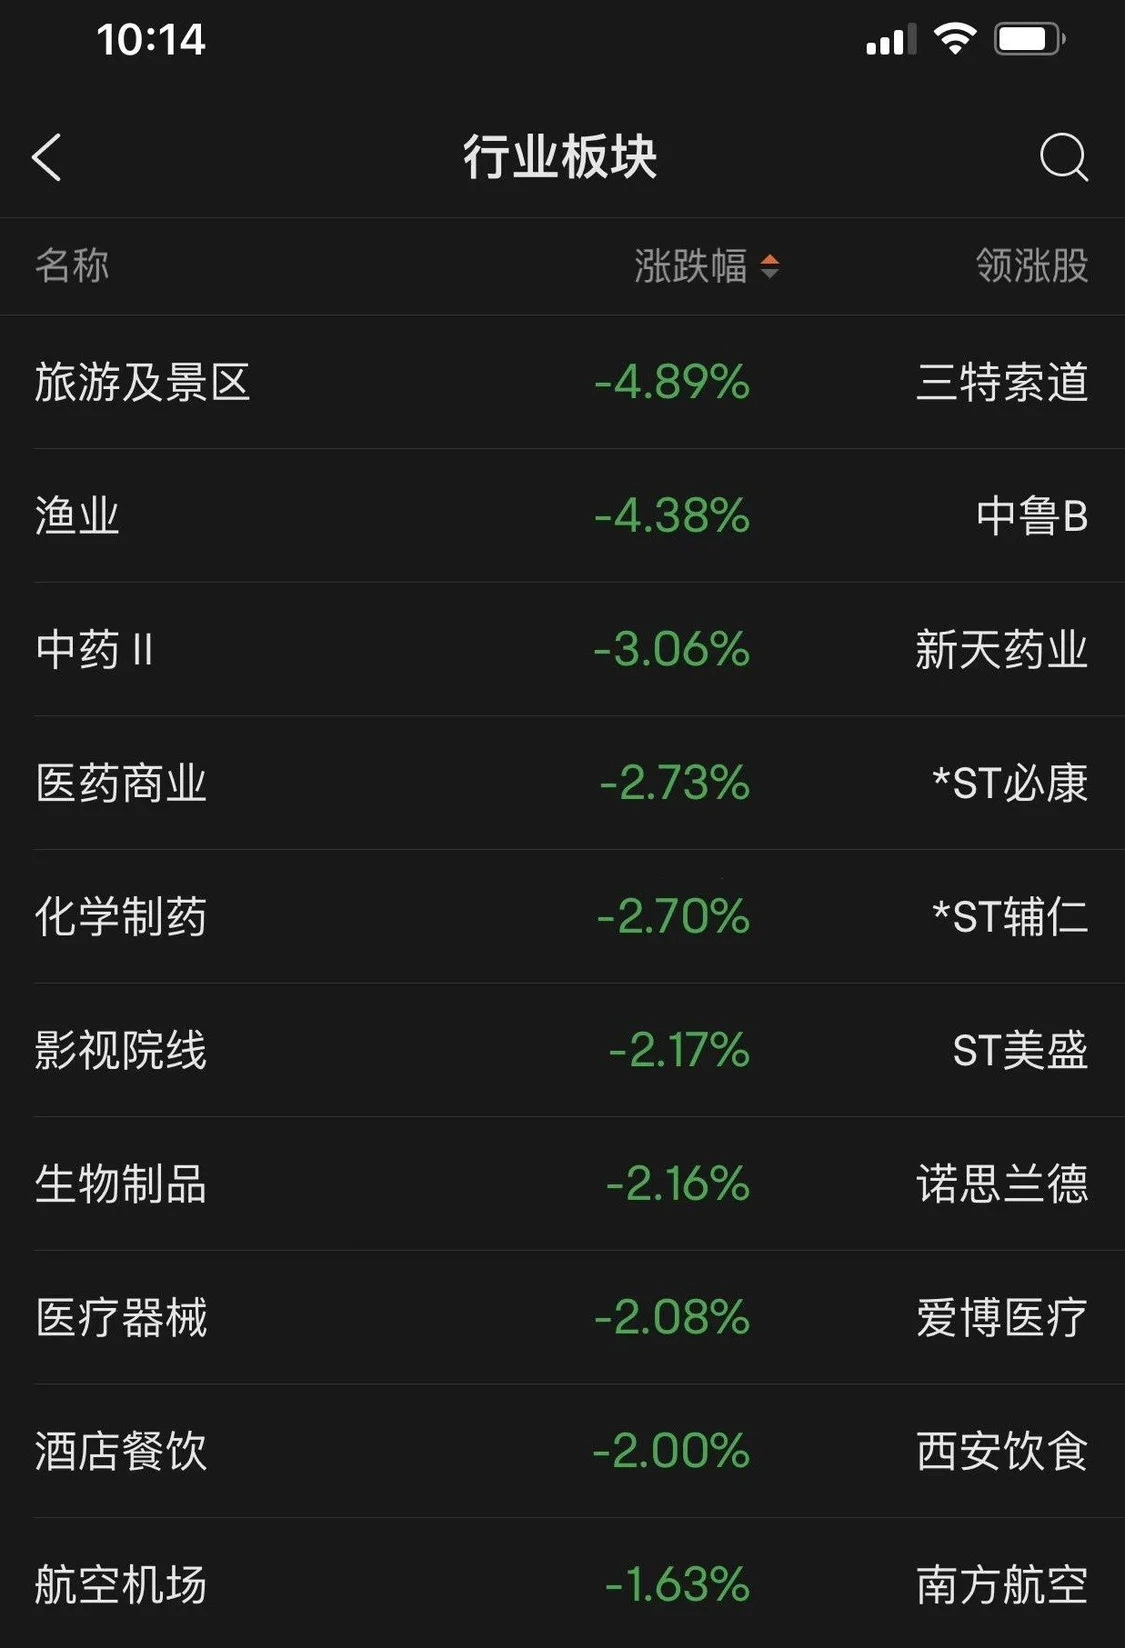 10:14
行业板块
名称 涨跌幅 领涨股
旅游及景区 -4.89% 三特索道
渔业 -4.38% 中鲁B
中药Ⅱ -3.06% 新天药业
医药商业 -2.73% *ST必康
化学制药 -2.70% *ST辅仁
影视院线 -2.17% ST美盛
生物制品 -2.16% 诺思兰德
医疗器械 -2.08% 爱博医疗
酒店餐饮 -2.00% 西安饮食
航空机场 -1.63% 南方航空